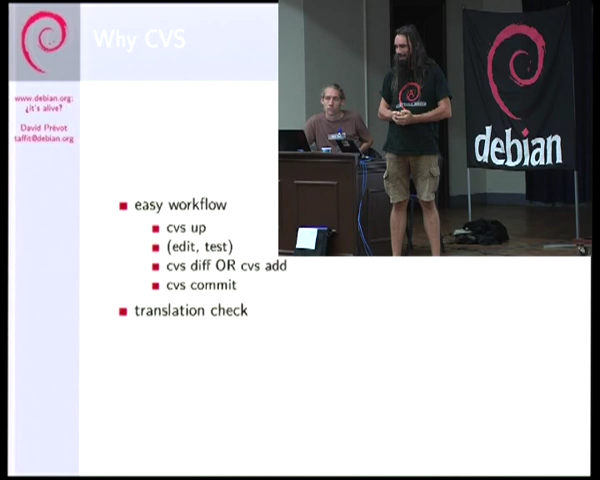 Why CVS
www.debian.org:
¿it's alive?
David Prévot
taffit@debian.org
easy workflow
cvs up
(edit, test)
cvs diff OR cvs add
cvs commit
translation check
debian